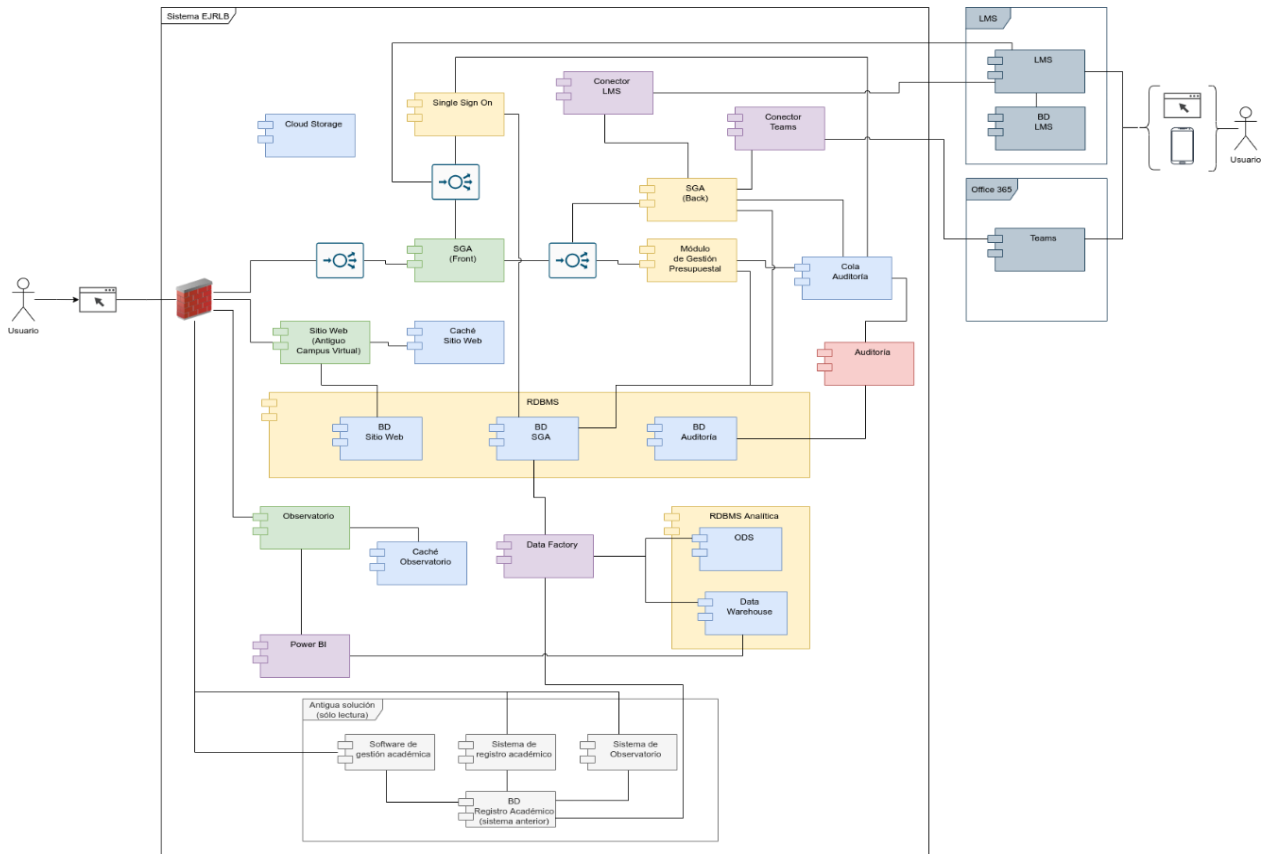 Sistema EJRLB
LMS
LMS
BD
LMS
Usuario
Office 365
Teams
Conector
LMS
Conector
Teams
Single Sign On
Cloud Storage
SGA
(Back)
SGA
(Front)
Módulo
de Gestión
Presupuestal
Cola
Auditoría
Usuario
Sitio Web
(Antiguo
Campus Virtual)
Caché
Sitio Web
Auditoría
RDBMS
BD
Sitio Web
BD
SGA
BD
Auditoría
Observatorio
Caché
Observatorio
Data Factory
RDBMS Analítica
ODS
Data
Warehouse
Power BI
Antigua solución
(sólo lectura)
Software de
gestión académica
Sistema de
registro académico
Sistema de
Observatorio
BD
Registro Académico
(sistema anterior)